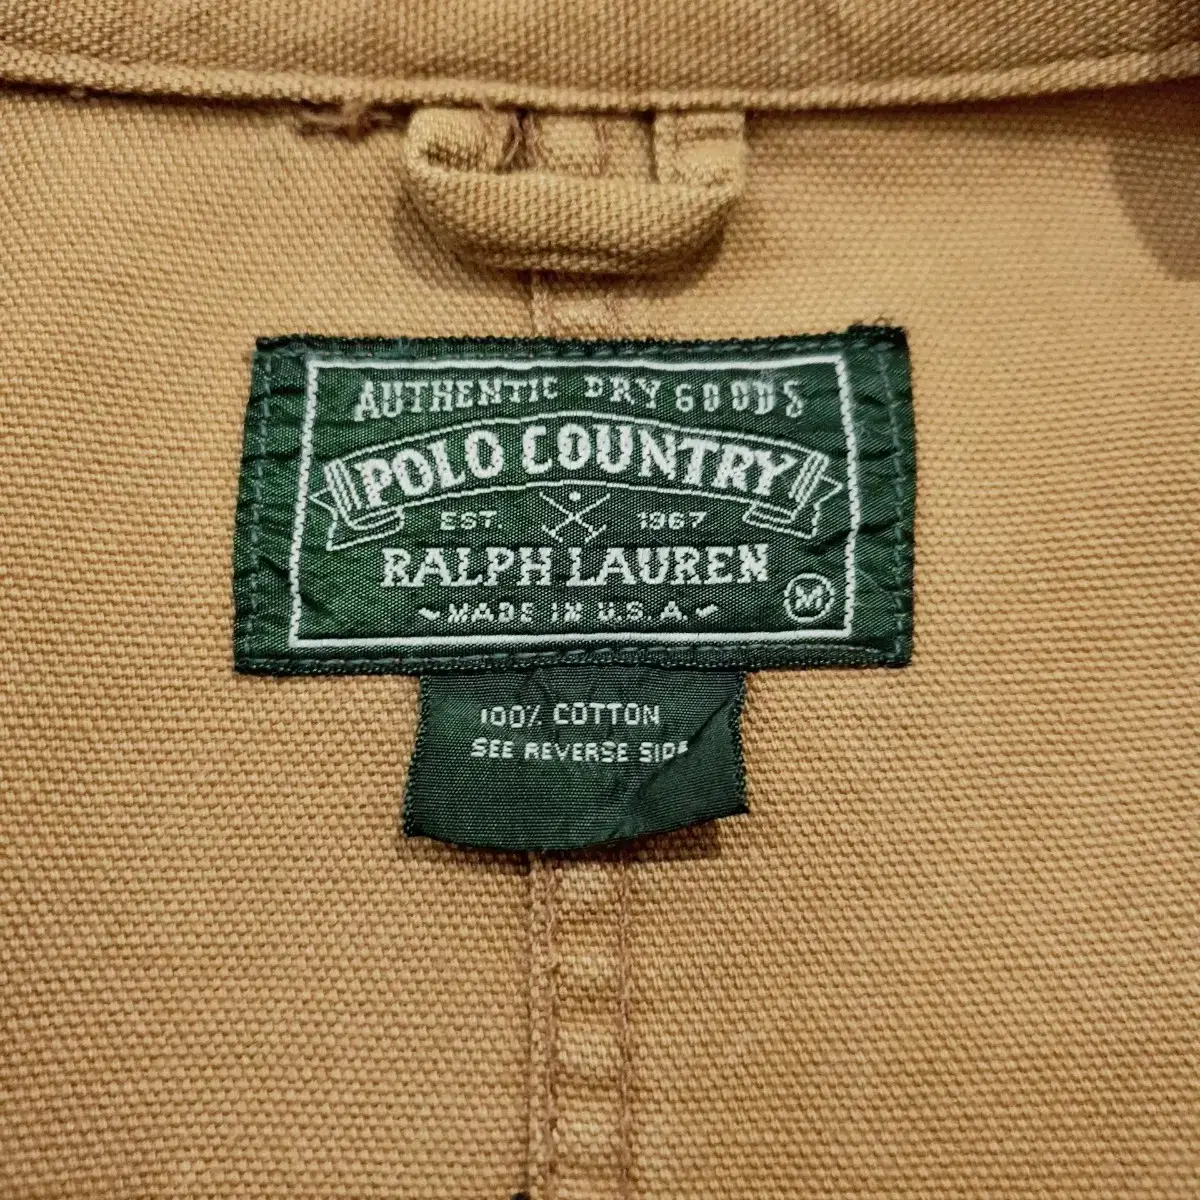 AUTHENTIC DRY GOODS
POLO COUNTRY
EST. 1967
RALPH LAUREN
MADE IN U.S.A.
M
100% COTTON
SEE REVERSE SIDE